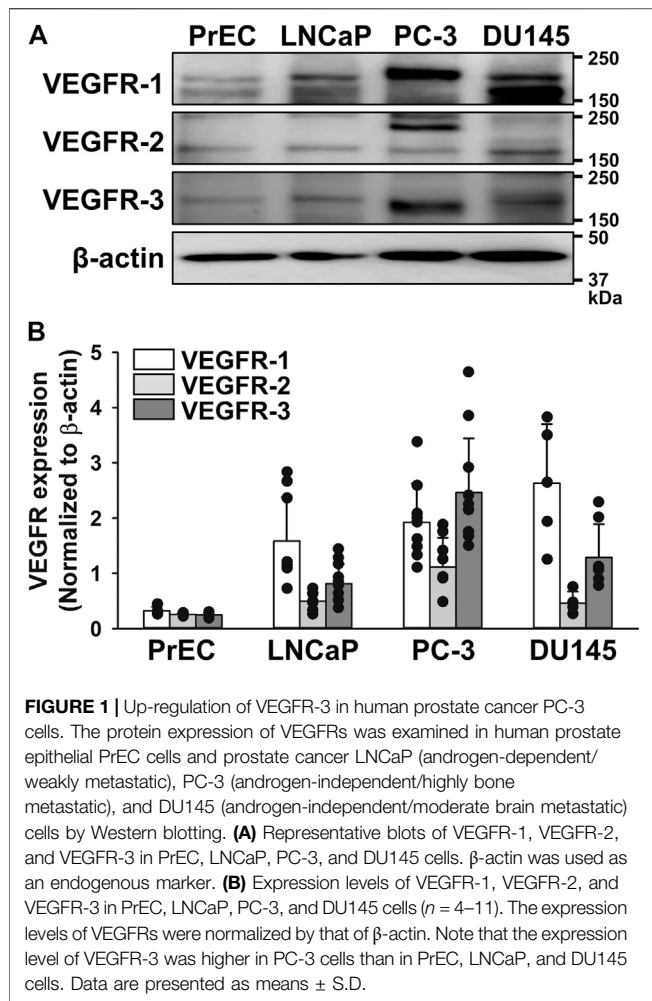 A
PrEC LNCaP PC-3 DU145
VEGFR-1
250
150
VEGFR-2
250
150
VEGFR-3
250
150
β-actin
50
37
kDa
B
VEGFR expression
(Normalized to β-actin)
5
4
3
2
1
0
VEGFR-1
VEGFR-2
VEGFR-3
PrEC LNCaP PC-3 DU145
FIGURE 1 | Up-regulation of VEGFR-3 in human prostate cancer PC-3
cells. The protein expression of VEGFRs was examined in human prostate
epithelial PrEC cells and prostate cancer LNCaP (androgen-dependent/
weakly metastatic), PC-3 (androgen-independent/highly bone
metastatic), and DU145 (androgen-independent/moderate brain metastatic)
cells by Western blotting. (A) Representative blots of VEGFR-1, VEGFR-2,
and VEGFR-3 in PrEC, LNCaP, PC-3, and DU145 cells. β-actin was used as
an endogenous marker. (B) Expression levels of VEGFR-1, VEGFR-2, and
VEGFR-3 in PrEC, LNCaP, PC-3, and DU145 cells (n = 4–11). The expression
levels of VEGFRs were normalized by that of β-actin. Note that the expression
level of VEGFR-3 was higher in PC-3 cells than in PrEC, LNCaP, and DU145
cells. Data are presented as means ± S.D.